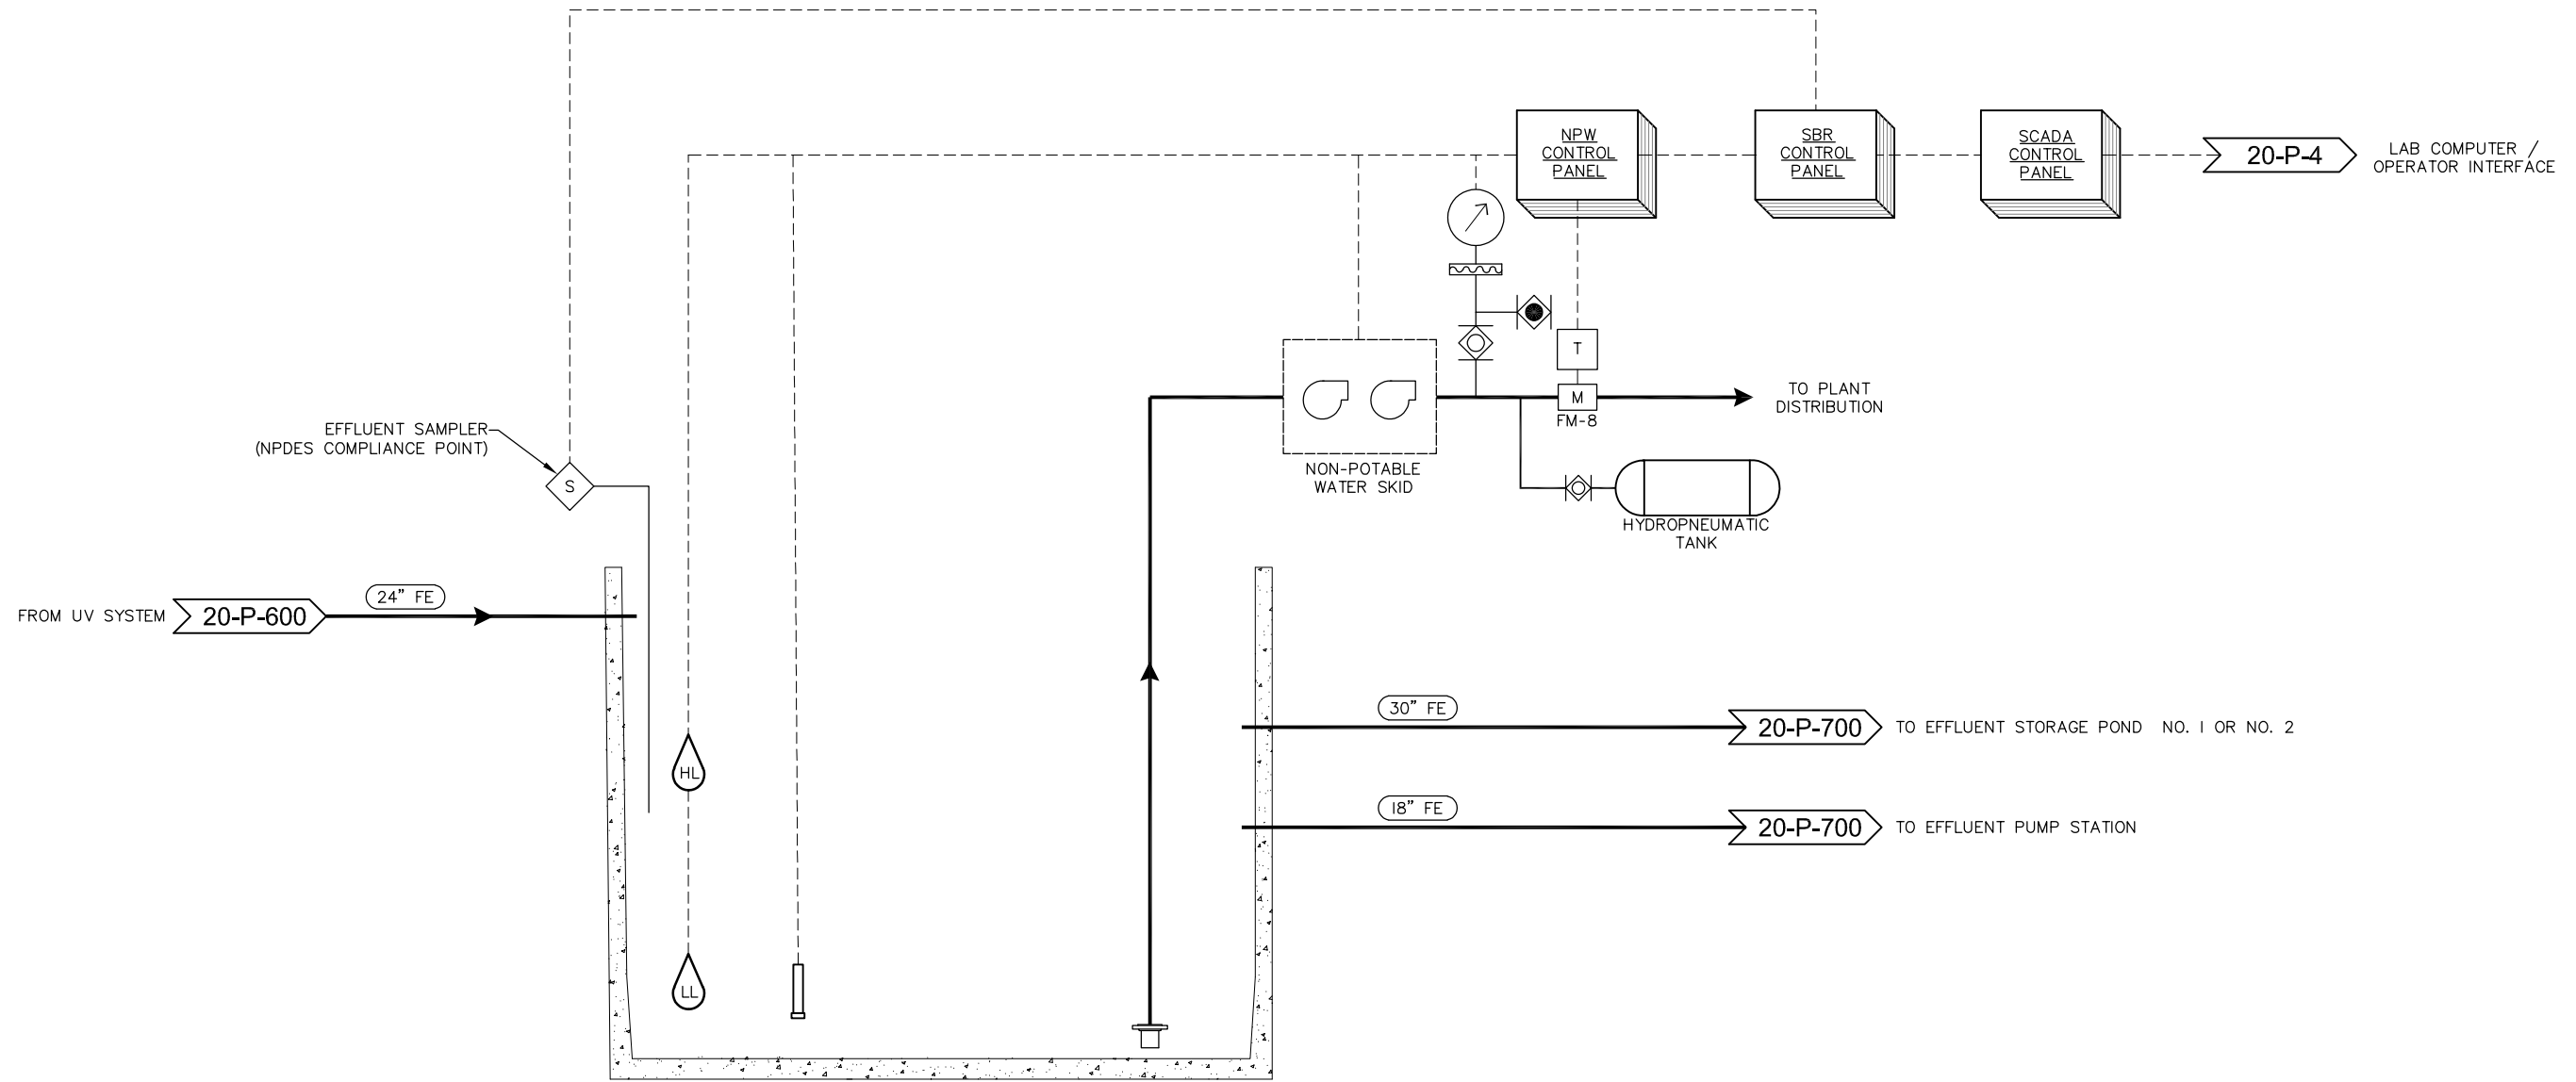 NPW
CONTROL
PANEL
SBR
CONTROL
PANEL
SCADA
CONTROL
PANEL
20-P-4
LAB COMPUTER /
OPERATOR INTERFACE
T
M
FM-8
TO PLANT
DISTRIBUTION
EFFLUENT SAMPLER
(NPDES COMPLIANCE POINT)
S
NON-POTABLE
WATER SKID
HYDROPNEUMATIC
TANK
FROM UV SYSTEM
20-P-600
24" FE
30" FE
20-P-700
TO EFFLUENT STORAGE POND NO. 1 OR NO. 2
HL
18" FE
20-P-700
TO EFFLUENT PUMP STATION
LL